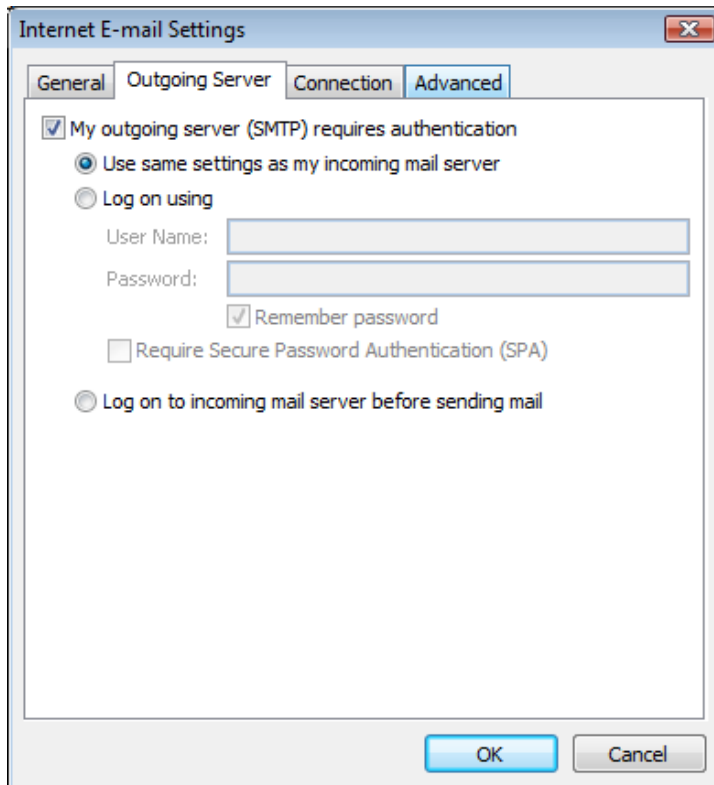 Internet E-mail Settings
General Outgoing Server Connection Advanced
My outgoing server (SMTP) requires authentication
Use same settings as my incoming mail server
Log on using
User Name:
Password:
Remember password
Require Secure Password Authentication (SPA)
Log on to incoming mail server before sending mail
OK Cancel